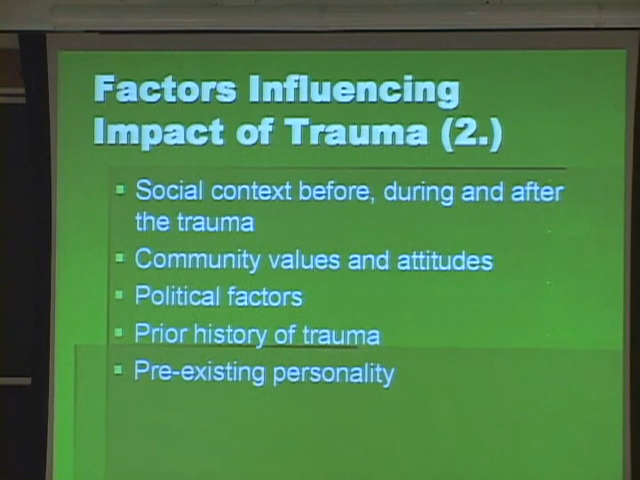 Factors Influencing
Impact of Trauma (2.)
Social context before, during and after
the trauma
Community values and attitudes
Political factors
Prior history of trauma
Pre-existing personality